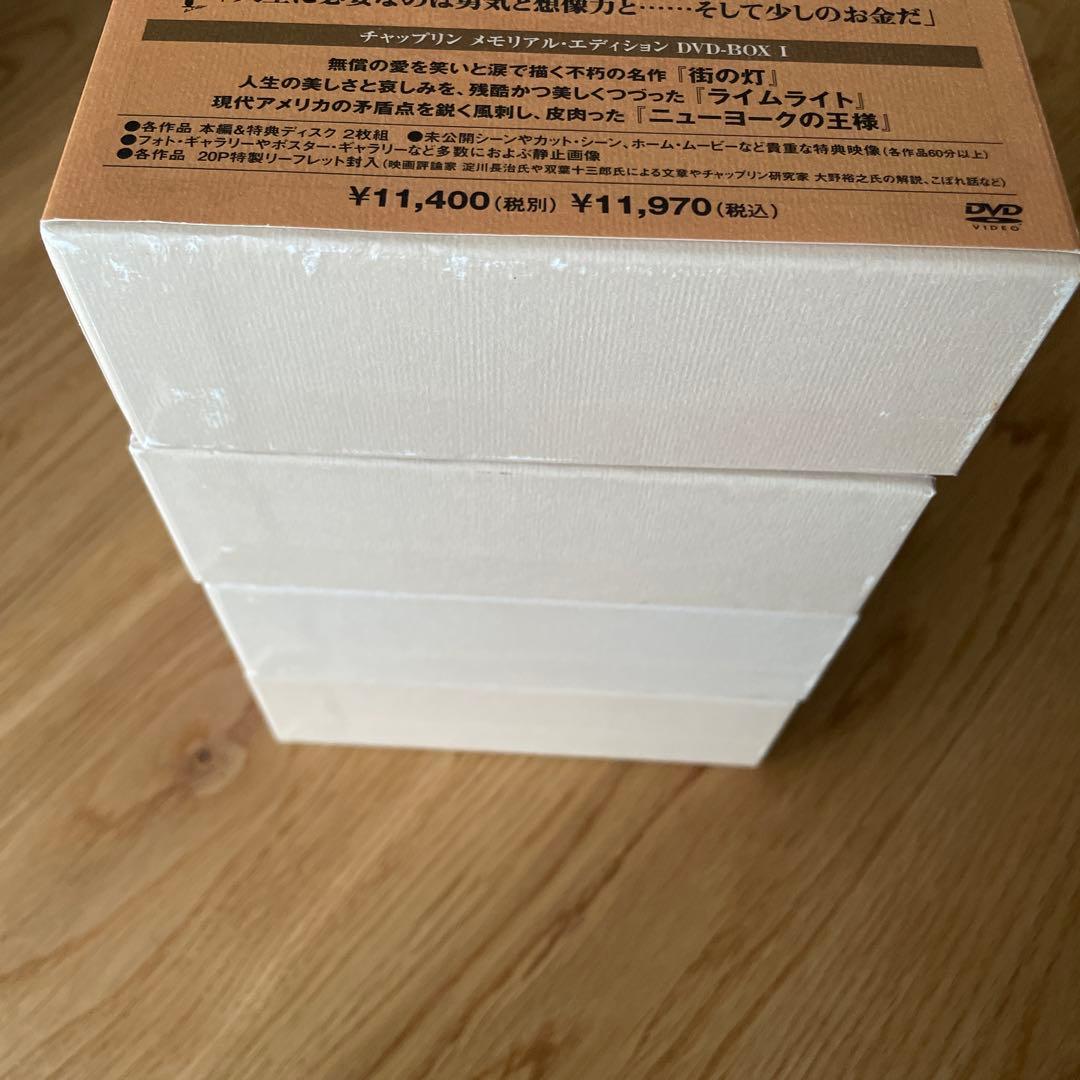 「人生に必要なのは勇気と想像力と……そして少しのお金だ」
チャップリン メモリアル・エディション DVD-BOX I
無償の愛を笑いと涙で描く不朽の名作『街の灯』
人生の美しさと哀しみを、残酷かつ美しくつづった『ライムライト』
現代アメリカの矛盾点を鋭く風刺し、皮肉った『ニューヨークの王様』
●各作品 本編&特典ディスク 2枚組 ●未公開シーンやカット・シーン、ホーム・ムービーなど貴重な特典映像(各作品60分以上)
●フォト・ギャラリーやポスター・ギャラリーなど多数におよぶ静止画像
●各作品 20P特製リーフレット封入(映画評論家 淀川長治氏や双葉十三郎氏による文章やチャップリン研究家 大野裕之氏の解説、こぼれ話など)
¥11,400(税別) ¥11,970(税込)
DVD
VIDEO